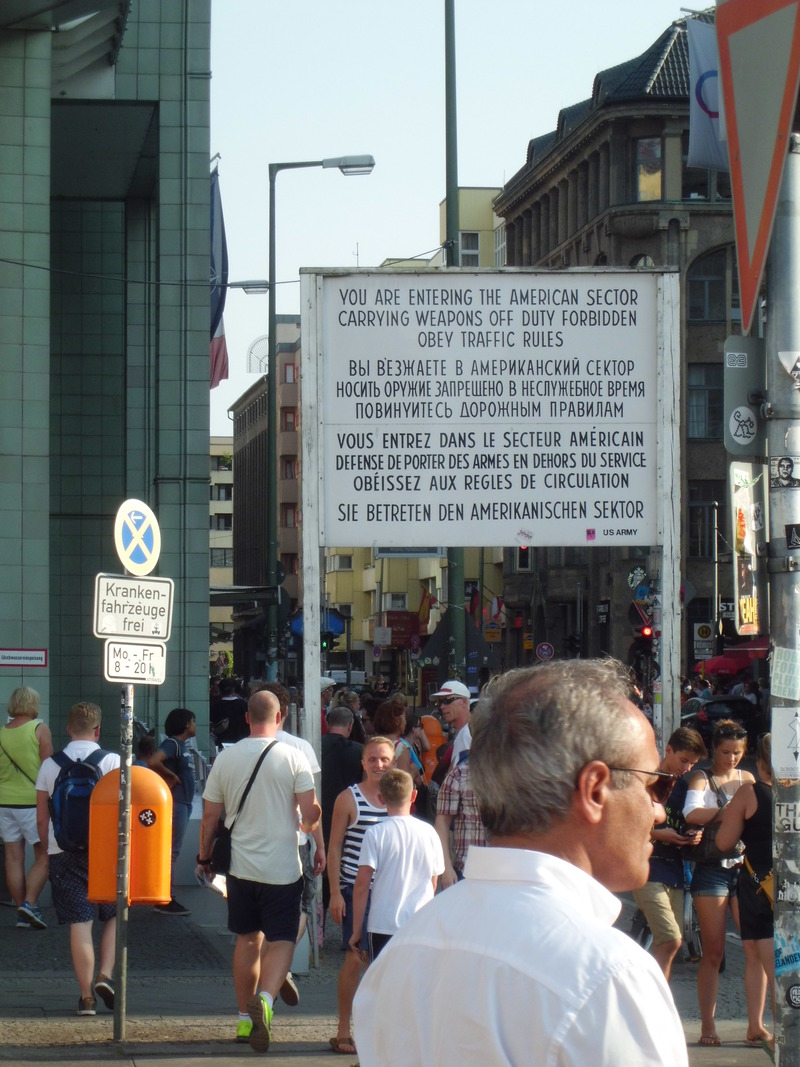 YOU ARE ENTERING THE AMERICAN SECTOR
CARRYING WEAPONS OFF DUTY FORBIDDEN
OBEY TRAFFIC RULES
ВЫ ВЪЕЗЖАЕТЕ В АМЕРИКАНСКИЙ СЕКТОР
НОСИТЬ ОРУЖИЕ ЗАПРЕЩЕНО В НЕСЛУЖЕБНОЕ ВРЕМЯ
ПОВИНУЙТЕСЬ ДОРОЖНЫМ ПРАВИЛАМ
VOUS ENTREZ DANS LE SECTEUR AMÉRICAIN
DEFENSE DE PORTER DES ARMES EN DEHORS DU SERVICE
OBÉISSEZ AUX REGLES DE CIRCULATION
SIE BETRETEN DEN AMERIKANISCHEN SEKTOR
US ARMY
Kranken-
fahrzeuge
frei
Mo.- Fr
8 - 20 h